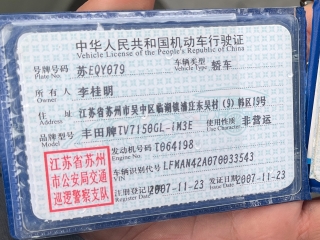 中华人民共和国机动车行驶证
Vehicle License of the People's Republic of China
号牌号码 苏EQY079 车辆类型 轿车
Plate No. Vehicle Type
所有人 李桂明
Owner
住址 江苏省苏州市吴中区临湖镇浦庄东吴村(9)韩区19号
Address
品牌型号 丰田牌TV7150GL-iM3E 使用性质 非营运
Model Use Character
发动机号码 T064198
Engine No.
车辆识别代号 LFMAN42A070033543
VIN
注册登记日期 2007-11-23 发证日期 2007-11-23
Register Date Issue Date
江苏省苏州
市公安局交通
巡逻警察支队